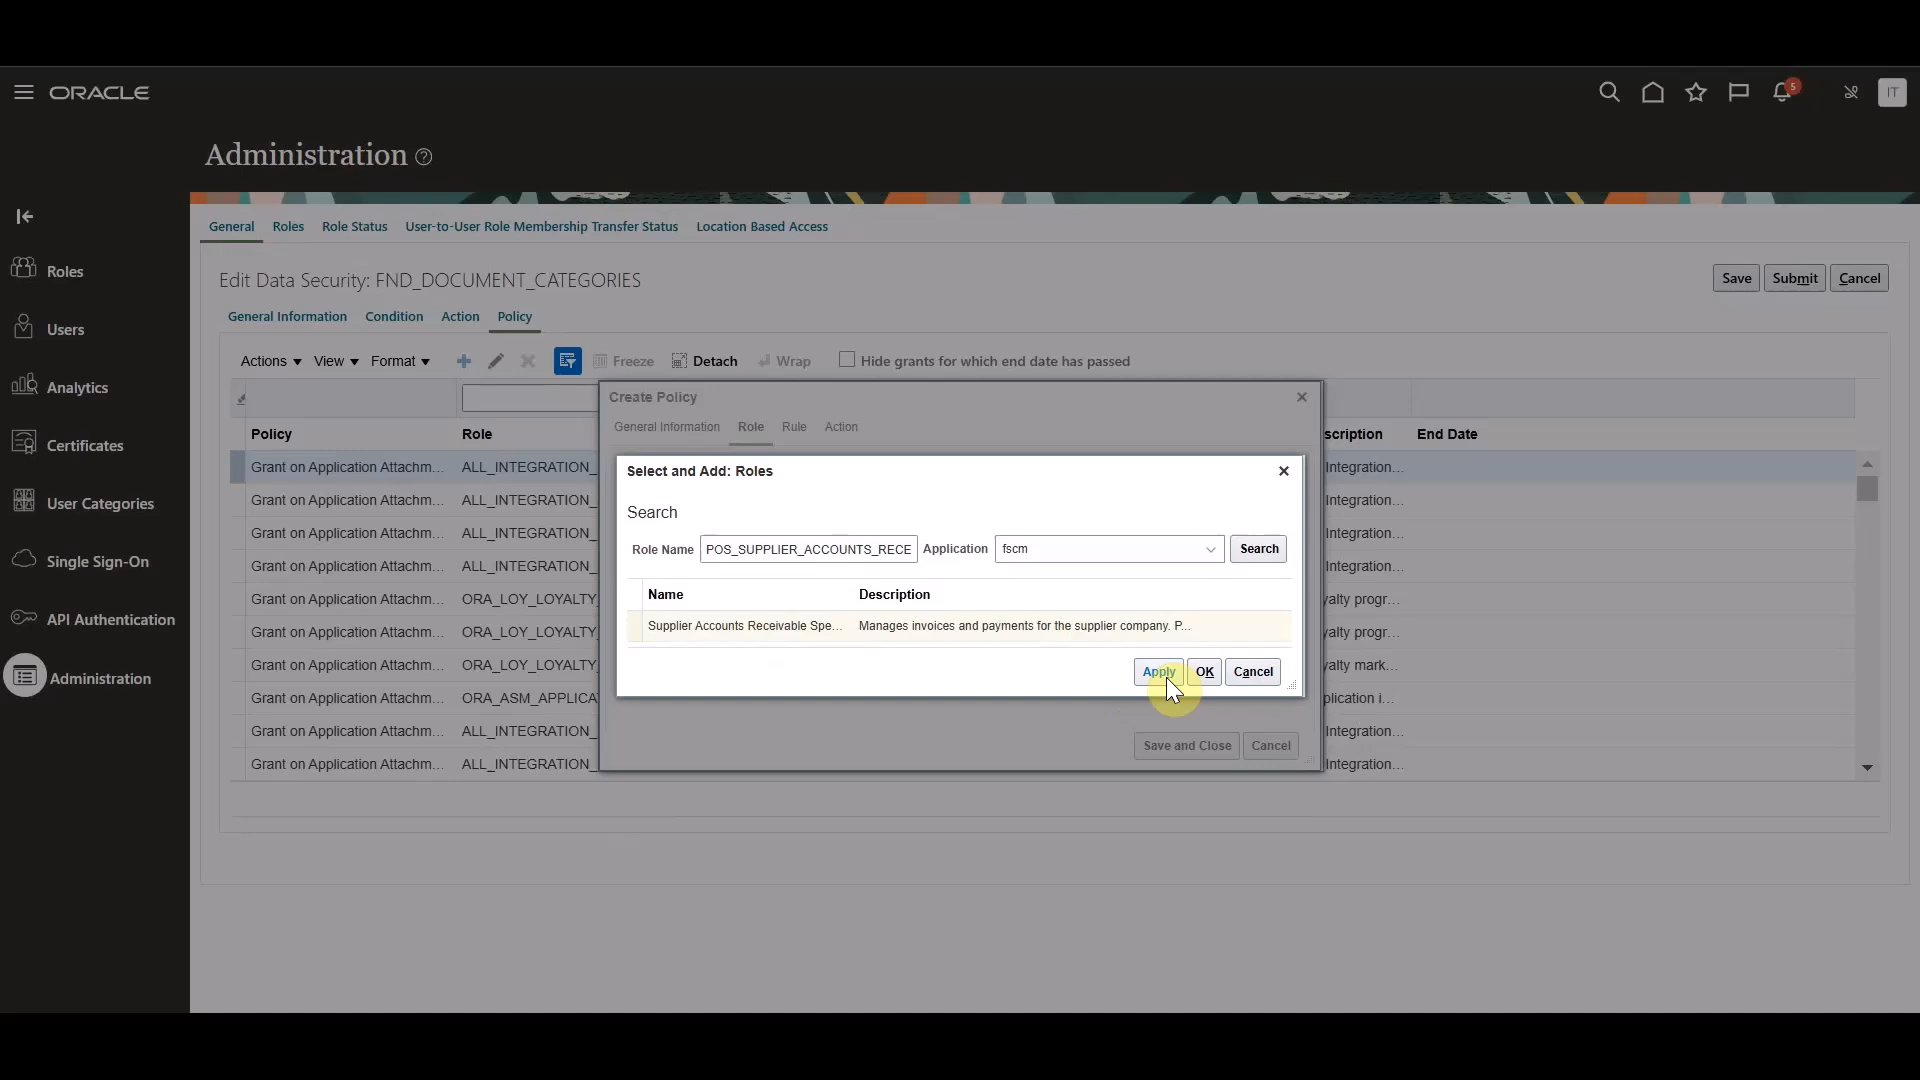 ORACLE
5
IT
Administration ?
General Roles Role Status User-to-User Role Membership Transfer Status Location Based Access
Roles
Users
Analytics
Certificates
User Categories
Single Sign-On
API Authentication
Administration
Edit Data Security: FND_DOCUMENT_CATEGORIES
Save Submit Cancel
General Information Condition Action Policy
Actions View Format Freeze Detach Wrap Hide grants for which end date has passed
Policy Role scription End Date
Grant on Application Attachm... ALL_INTEGRATION_ Integration...
Grant on Application Attachm... ALL_INTEGRATION_ Integration...
Grant on Application Attachm... ALL_INTEGRATION_ Integration...
Grant on Application Attachm... ALL_INTEGRATION_ Integration...
Grant on Application Attachm... ORA_LOY_LOYALTY_ yalty progr...
Grant on Application Attachm... ORA_LOY_LOYALTY_ yalty progr...
Grant on Application Attachm... ORA_LOY_LOYALTY_ yalty mark...
Grant on Application Attachm... ORA_ASM_APPLICA plication i...
Grant on Application Attachm... ALL_INTEGRATION_ Integration...
Grant on Application Attachm... ALL_INTEGRATION_ Integration...
Create Policy
General Information Role Rule Action
Select and Add: Roles
Search
Role Name POS_SUPPLIER_ACCOUNTS_RECE Application fscm Search
Name Description
Supplier Accounts Receivable Spe... Manages invoices and payments for the supplier company. P...
Apply OK Cancel
Save and Close Cancel